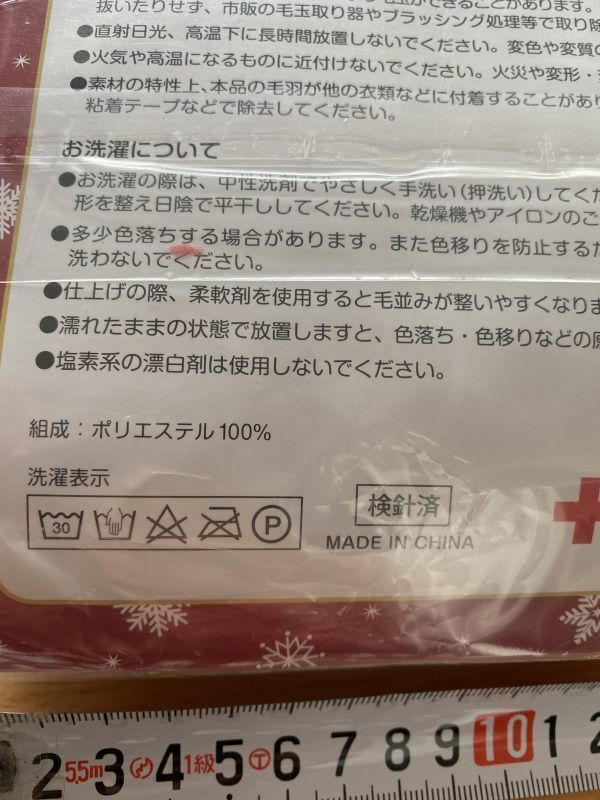 抜いたりせず、市販の毛玉取り器やブラッシング処理等で取り除
●直射日光、高温下に長時間放置しないでください。変色や変質の
●火気や高温になるものに近付けないでください。火災や変形・
●素材の特性上、本品の毛羽が他の衣類などに付着することがあり
粘着テープなどで除去してください。
お洗濯について
●お洗濯の際は、中性洗剤でやさしく手洗い(押洗い)してくだ
形を整え日陰で平干ししてください。乾燥機やアイロンのご
●多少色落ちする場合があります。また色移りを防止するた
洗わないでください。
●仕上げの際、柔軟剤を使用すると毛並みが整いやすくなりま
●濡れたままの状態で放置しますと、色落ち・色移りなどの原
●塩素系の漂白剤は使用しないでください。
組成：ポリエステル100%
洗濯表示
30 P
検針済
MADE IN CHINA
2 5,5m 3 4 1級 5 T 6 7 8 9 10 1 2